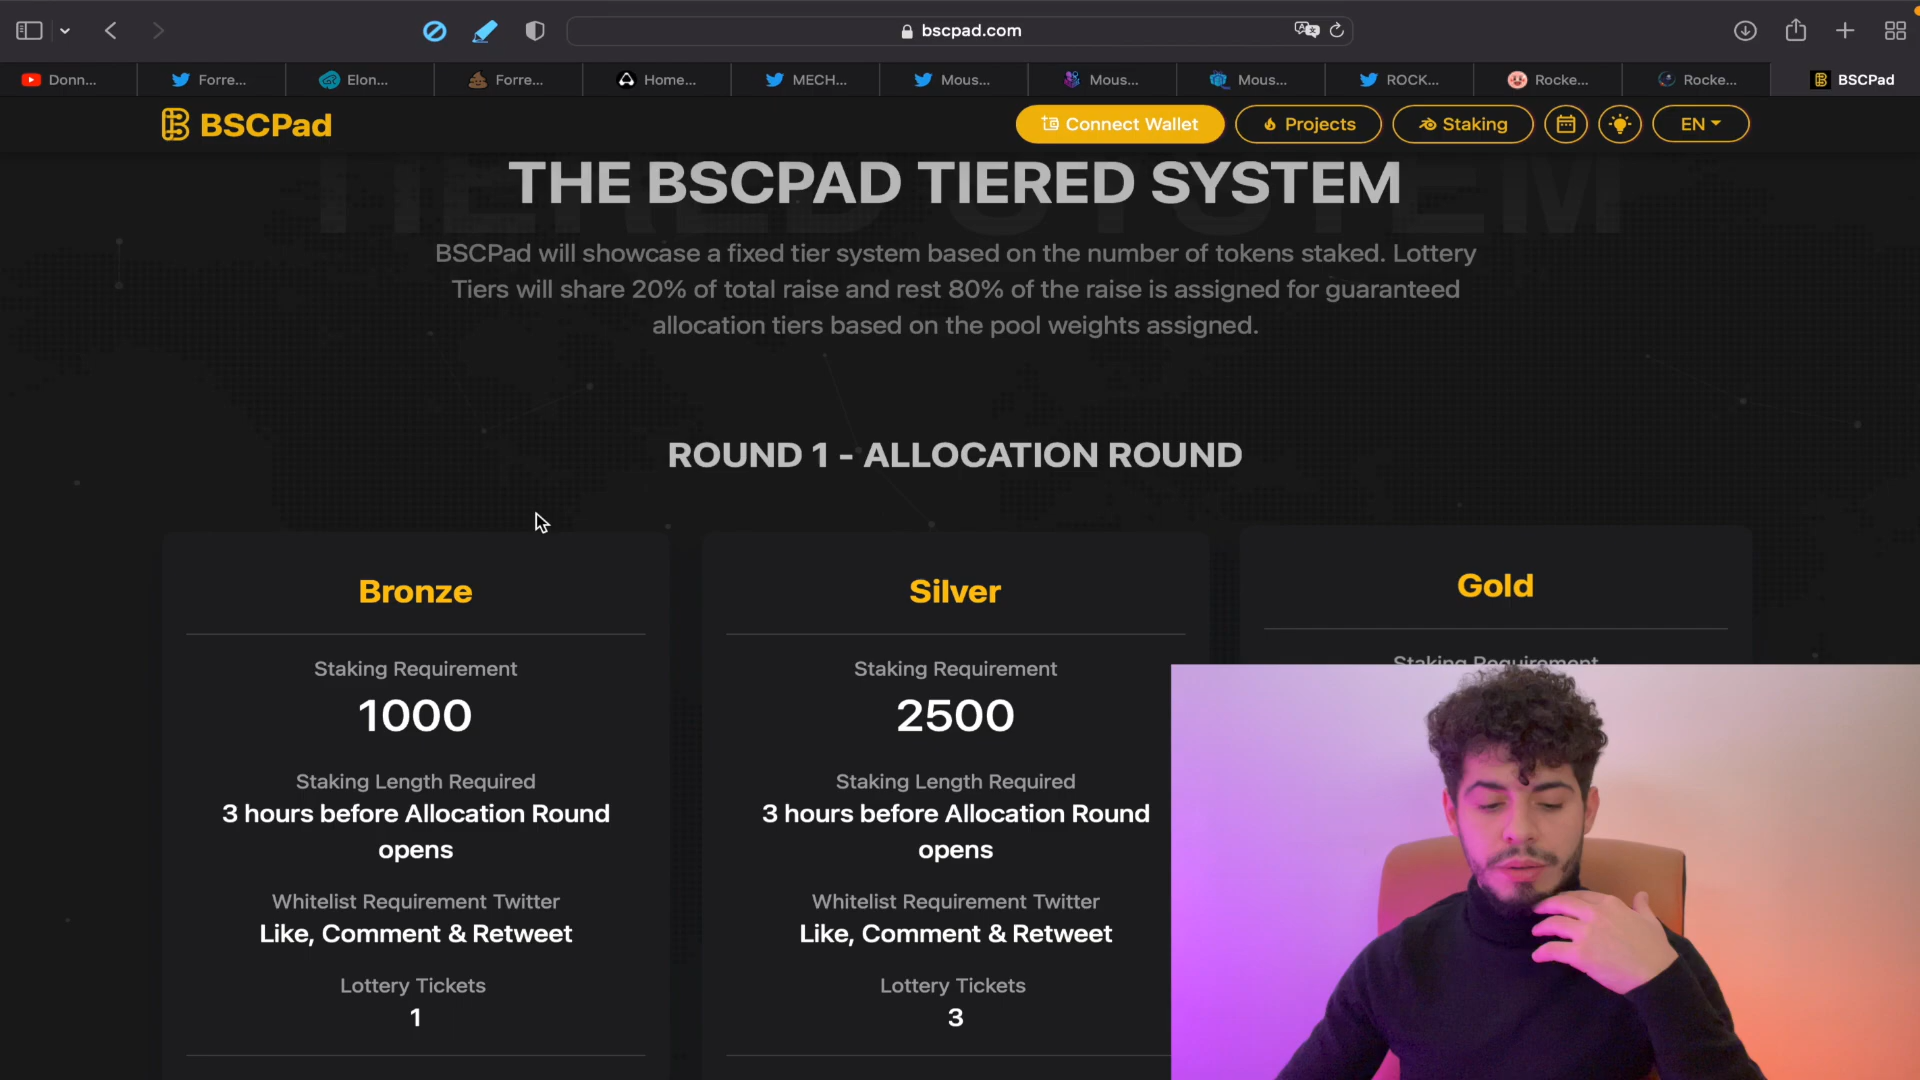 bscpad.com
Donn...
Forre...
Elon...
Forre...
Home...
MECH...
Mous...
Mous...
Mous...
ROCK...
Rocke...
Rocke...
BSCPad
BSCPad
Connect Wallet
Projects
Staking
EN
TIERED SYSTEM
THE BSCPAD TIERED SYSTEM
BSCPad will showcase a fixed tier system based on the number of tokens staked. Lottery
Tiers will share 20% of total raise and rest 80% of the raise is assigned for guaranteed
allocation tiers based on the pool weights assigned.
ROUND 1 - ALLOCATION ROUND
Bronze
Staking Requirement
1000
Staking Length Required
3 hours before Allocation Round
opens
Whitelist Requirement Twitter
Like, Comment & Retweet
Lottery Tickets
1
Silver
Staking Requirement
2500
Staking Length Required
3 hours before Allocation Round
opens
Whitelist Requirement Twitter
Like, Comment & Retweet
Lottery Tickets
3
Gold
Staking Requirement